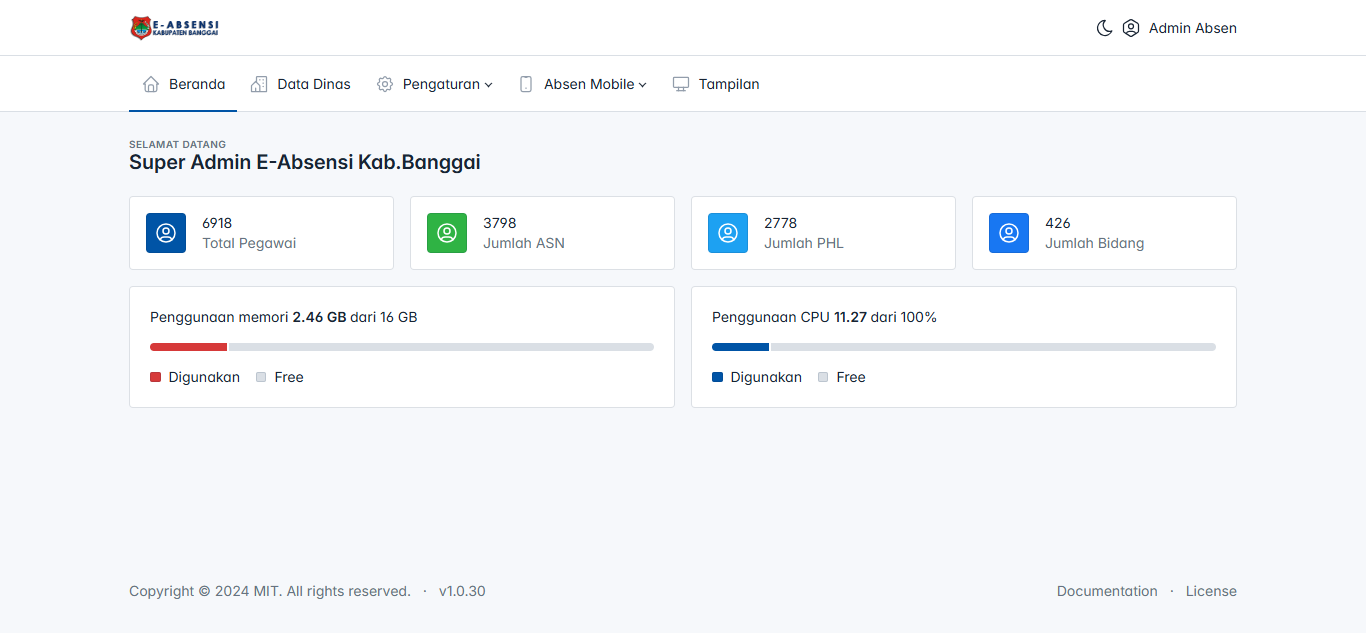 E-ABSENSI
KABUPATEN BANGGAI
Admin Absen
Beranda Data Dinas Pengaturan Absen Mobile Tampilan
SELAMAT DATANG
Super Admin E-Absensi Kab.Banggai
6918
Total Pegawai
3798
Jumlah ASN
2778
Jumlah PHL
426
Jumlah Bidang
Penggunaan memori 2.46 GB dari 16 GB
Digunakan Free
Penggunaan CPU 11.27 dari 100%
Digunakan Free
Copyright © 2024 MIT. All rights reserved. · v1.0.30
Documentation · License